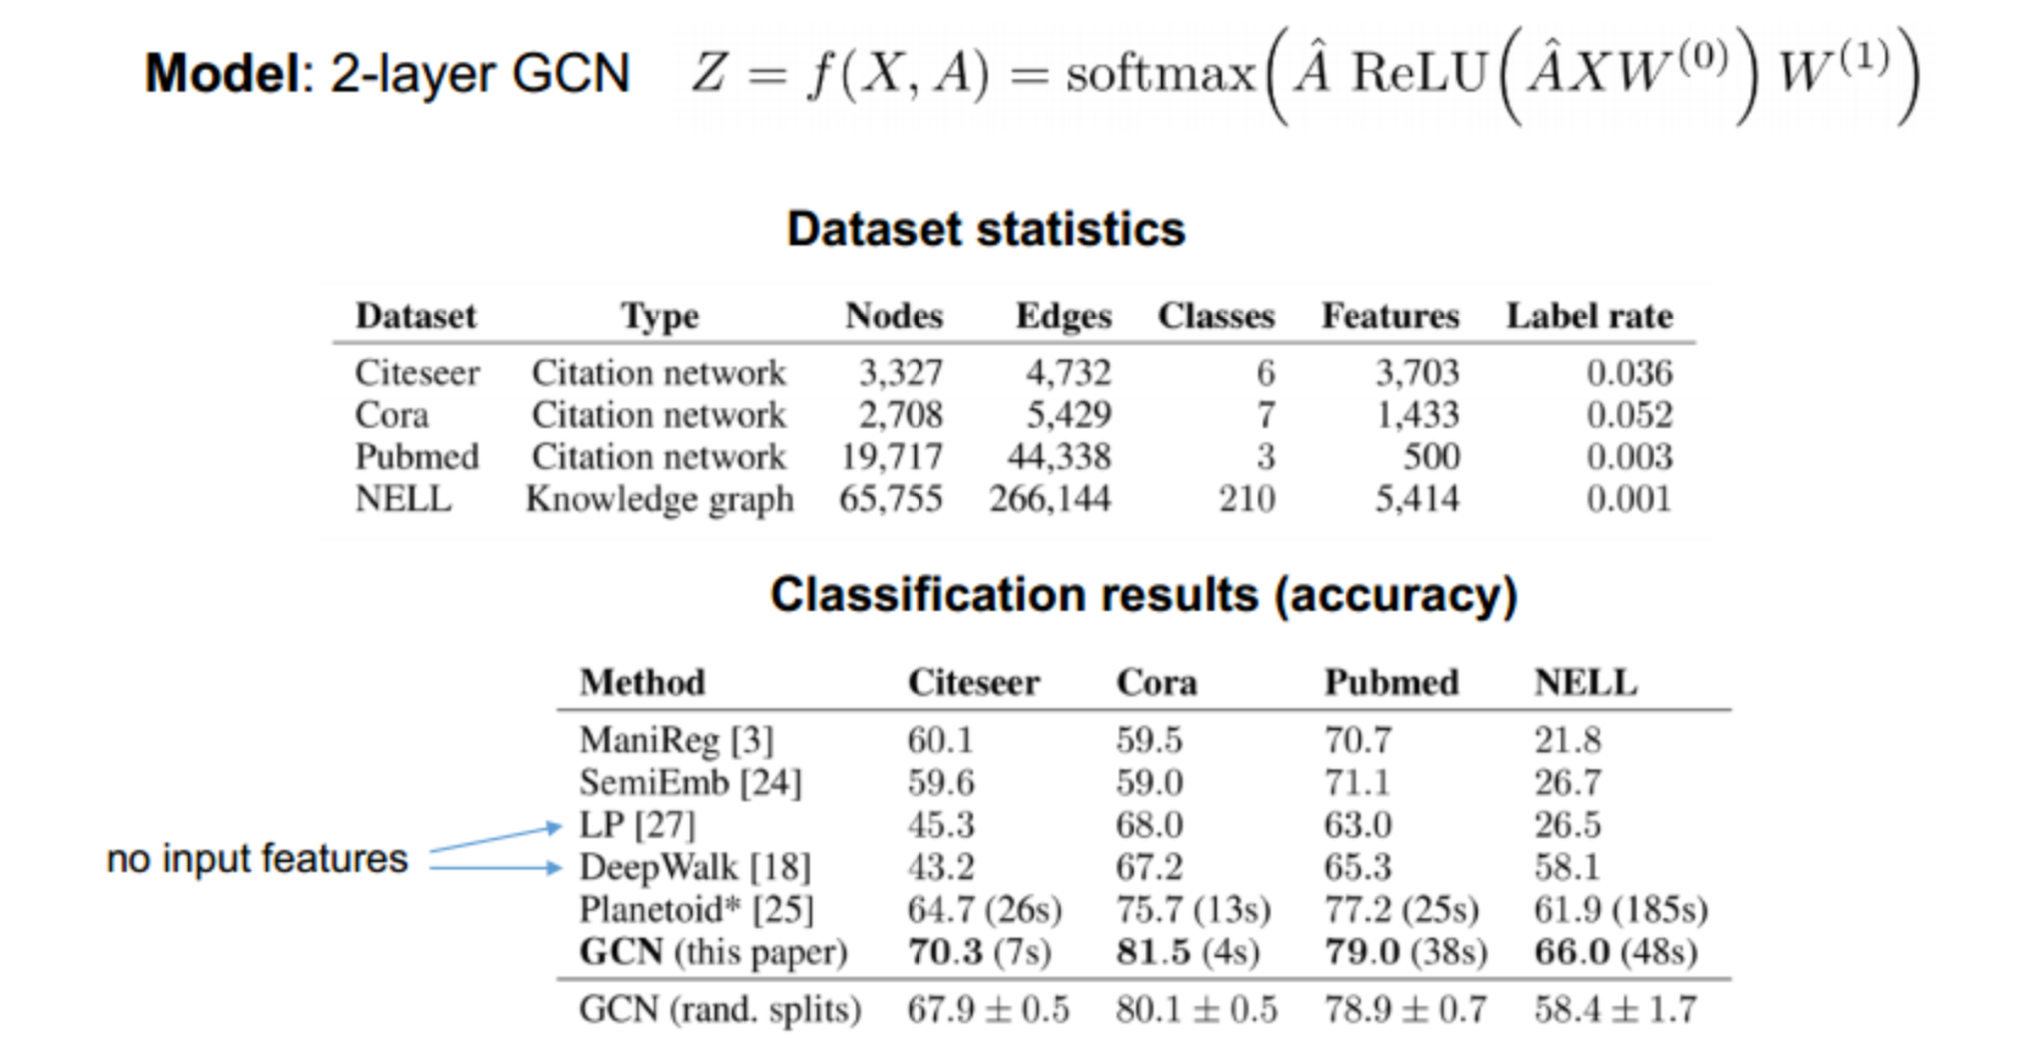 Model: 2-layer GCN Z = f(X, A) = softmax(Â ReLU(ÂXW⁽⁰⁾) W⁽¹⁾)
Dataset statistics
Dataset Type Nodes Edges Classes Features Label rate
Citeseer Citation network 3,327 4,732 6 3,703 0.036
Cora Citation network 2,708 5,429 7 1,433 0.052
Pubmed Citation network 19,717 44,338 3 500 0.003
NELL Knowledge graph 65,755 266,144 210 5,414 0.001
Classification results (accuracy)
Method Citeseer Cora Pubmed NELL
ManiReg [3] 60.1 59.5 70.7 21.8
SemiEmb [24] 59.6 59.0 71.1 26.7
LP [27] 45.3 68.0 63.0 26.5
no input features
DeepWalk [18] 43.2 67.2 65.3 58.1
Planetoid* [25] 64.7 (26s) 75.7 (13s) 77.2 (25s) 61.9 (185s)
GCN (this paper) 70.3 (7s) 81.5 (4s) 79.0 (38s) 66.0 (48s)
GCN (rand. splits) 67.9 ± 0.5 80.1 ± 0.5 78.9 ± 0.7 58.4 ± 1.7